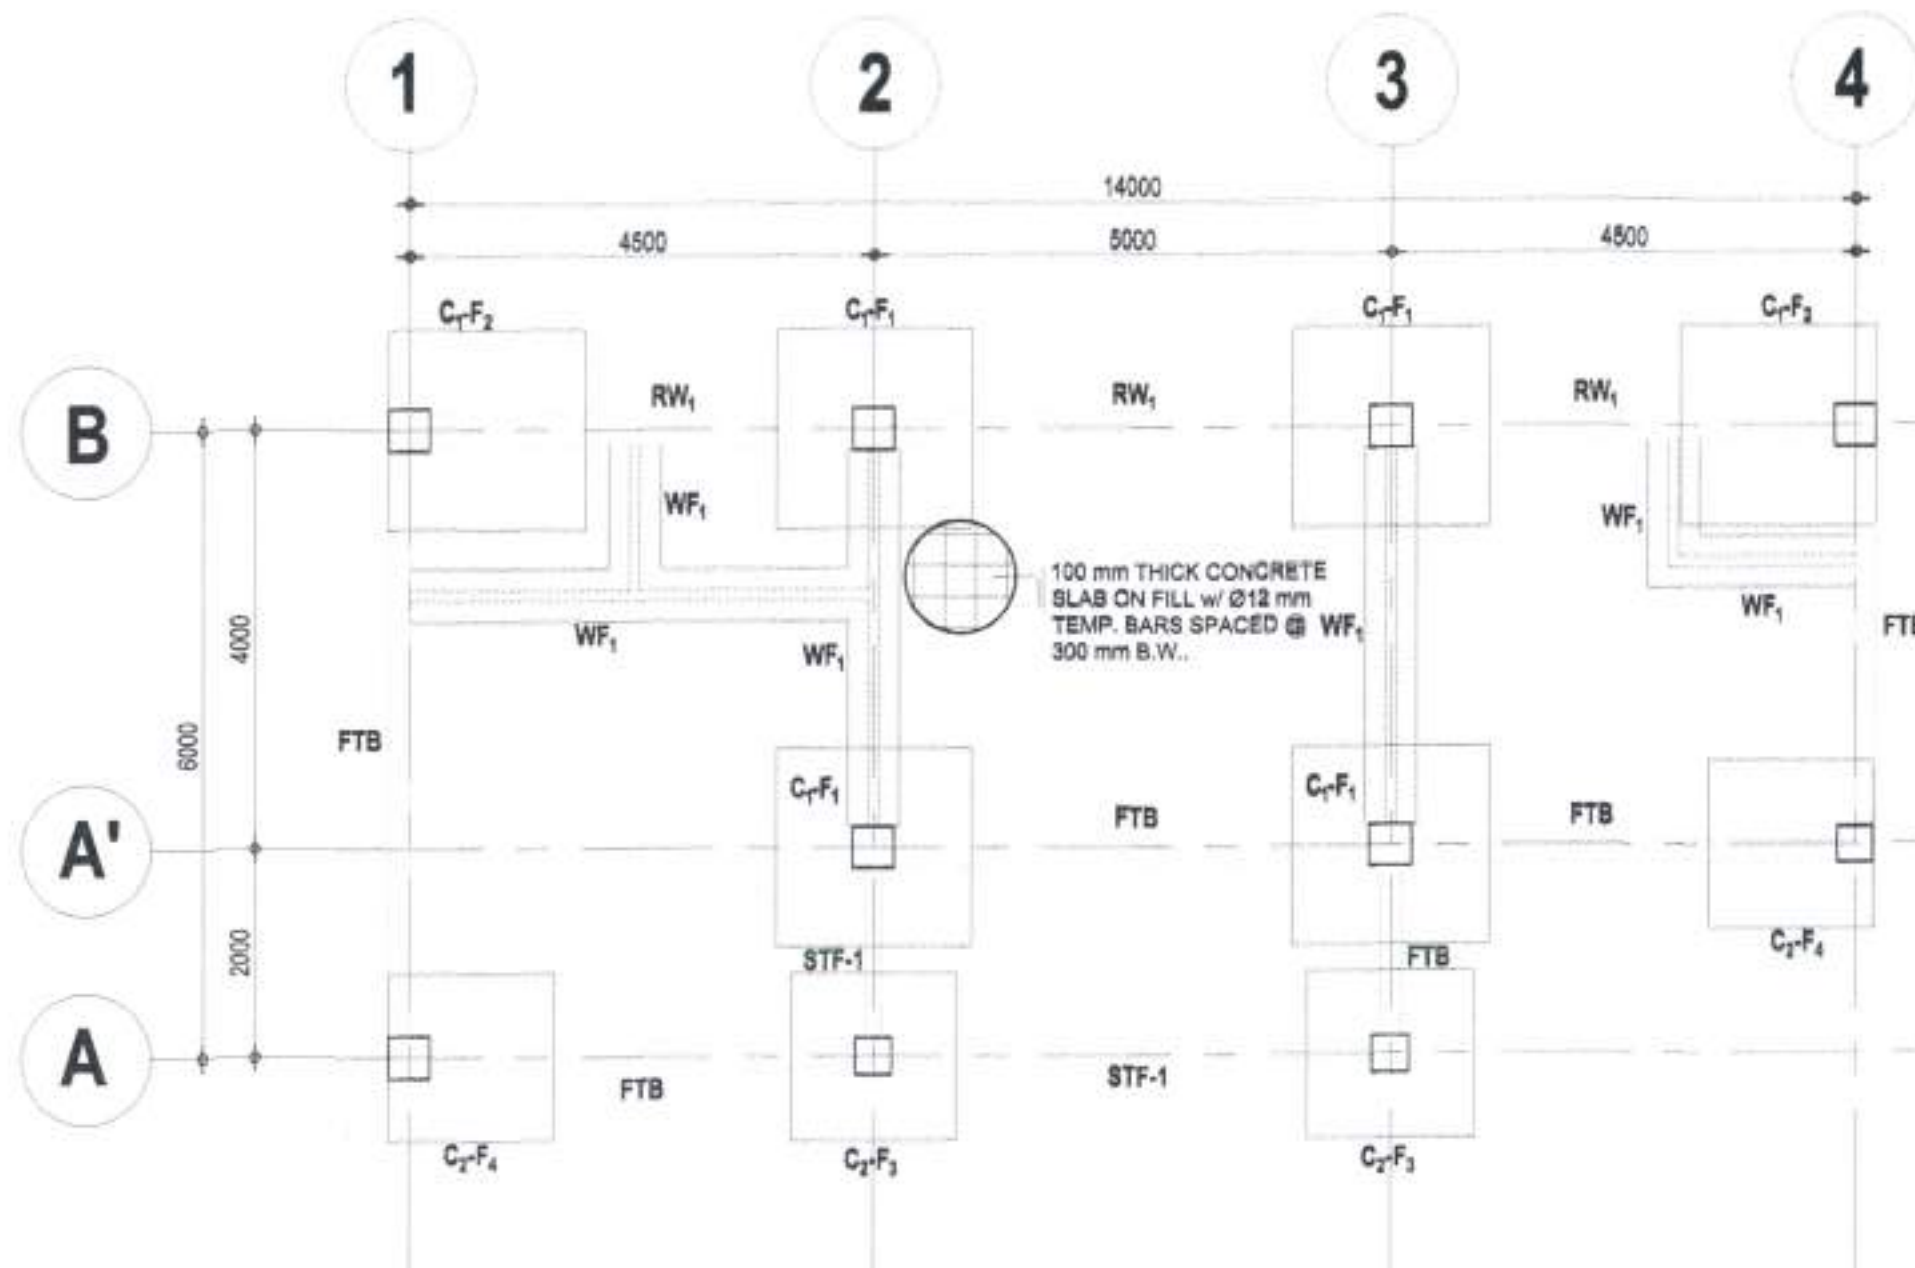 1 2 3 4
14000
4500 5000 4500
C₁-F₂ C₁-F₁ C₁-F₁ C₁-F₂
B RW₁ RW₁ RW₁
WF₁ WF₁
100 mm THICK CONCRETE
SLAB ON FILL w/ Ø12 mm
TEMP. BARS SPACED @
300 mm B.W..
WF₁ WF₁ WF₁ WF₁
4000 FTB
6000 FTB
C₁-F₁ C₁-F₁
A' FTB FTB
2000 STF-1 FTB C₂-F₄
A FTB STF-1
C₂-F₄ C₂-F₃ C₂-F₃